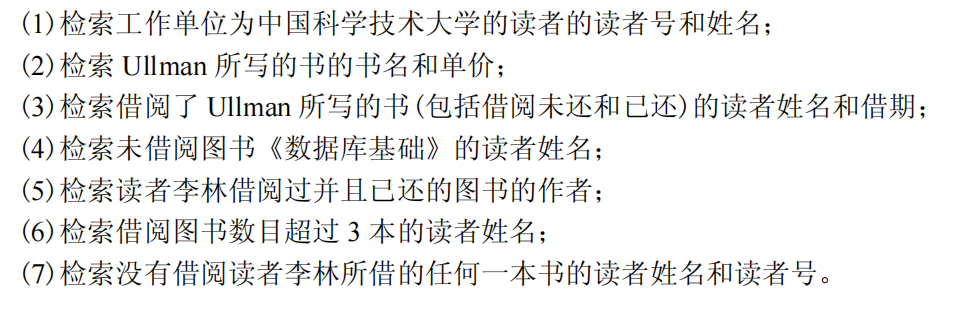 (1)检索工作单位为中国科学技术大学的读者的读者号和姓名；
(2)检索 Ullman 所写的书的书名和单价；
(3)检索借阅了 Ullman 所写的书(包括借阅未还和已还)的读者姓名和借期；
(4)检索未借阅图书《数据库基础》的读者姓名；
(5)检索读者李林借阅过并且已还的图书的作者；
(6)检索借阅图书数目超过 3 本的读者姓名；
(7)检索没有借阅读者李林所借的任何一本书的读者姓名和读者号。